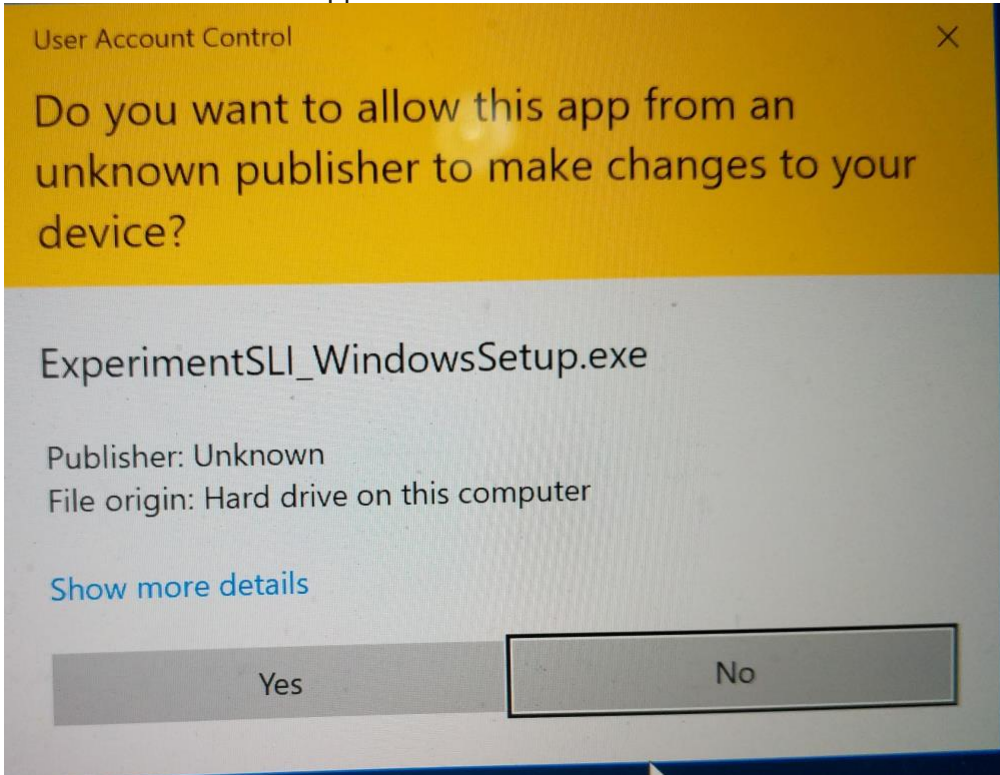 User Account Control
Do you want to allow this app from an
unknown publisher to make changes to your
device?
ExperimentSLI_WindowsSetup.exe
Publisher: Unknown
File origin: Hard drive on this computer
Show more details
Yes
No